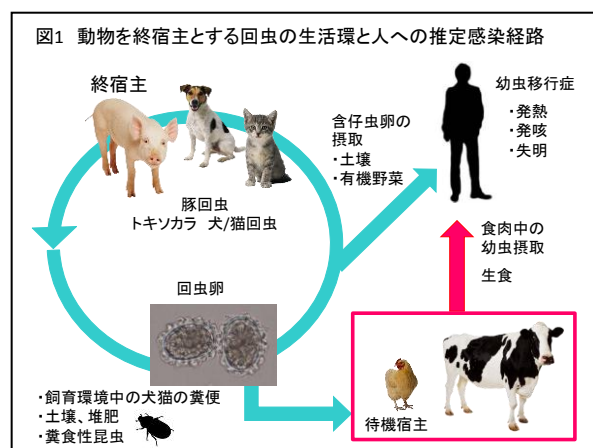 図1 動物を終宿主とする回虫の生活環と人への推定感染経路
終宿主
豚回虫
トキソカラ 犬/猫回虫
含仔虫卵の
摂取
・土壌
・有機野菜
幼虫移行症
・発熱
・発咳
・失明
食肉中の
幼虫摂取
生食
回虫卵
・飼育環境中の犬猫の糞便
・土壌、堆肥
・糞食性昆虫
待機宿主